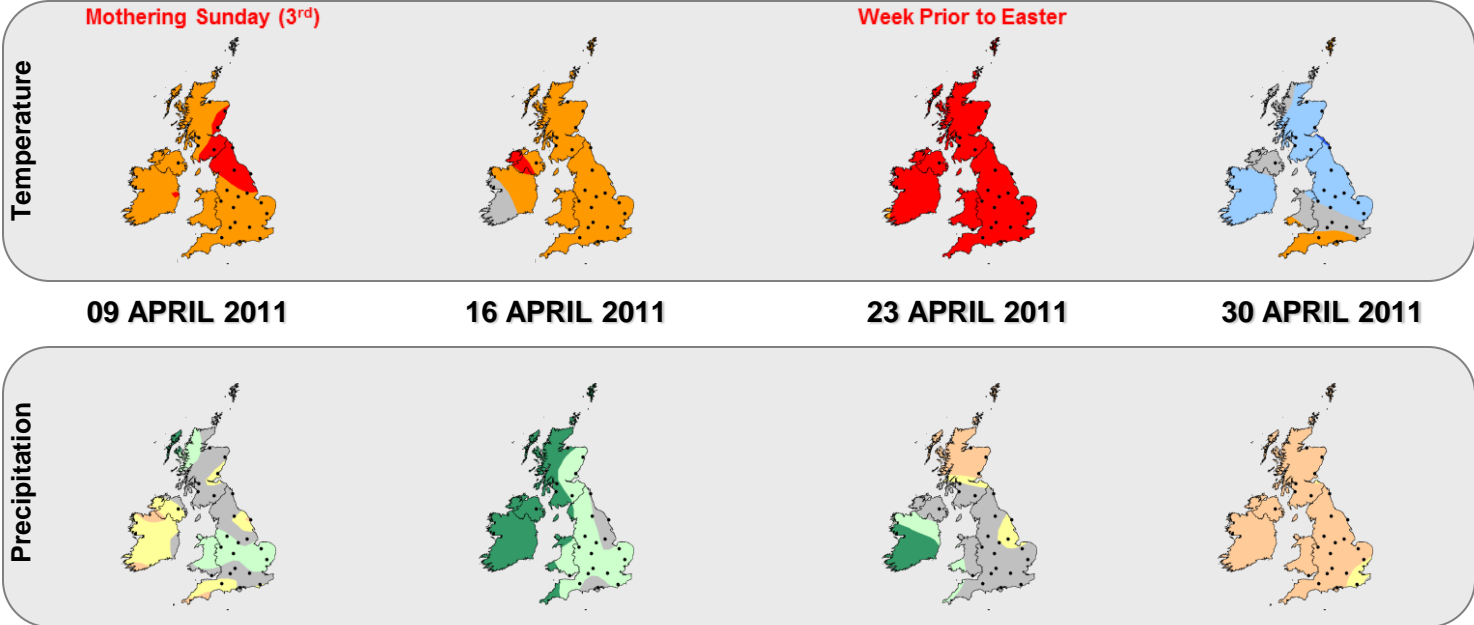 Mothering Sunday (3rd)
Week Prior to Easter
Temperature
09 APRIL 2011
16 APRIL 2011
23 APRIL 2011
30 APRIL 2011
Precipitation